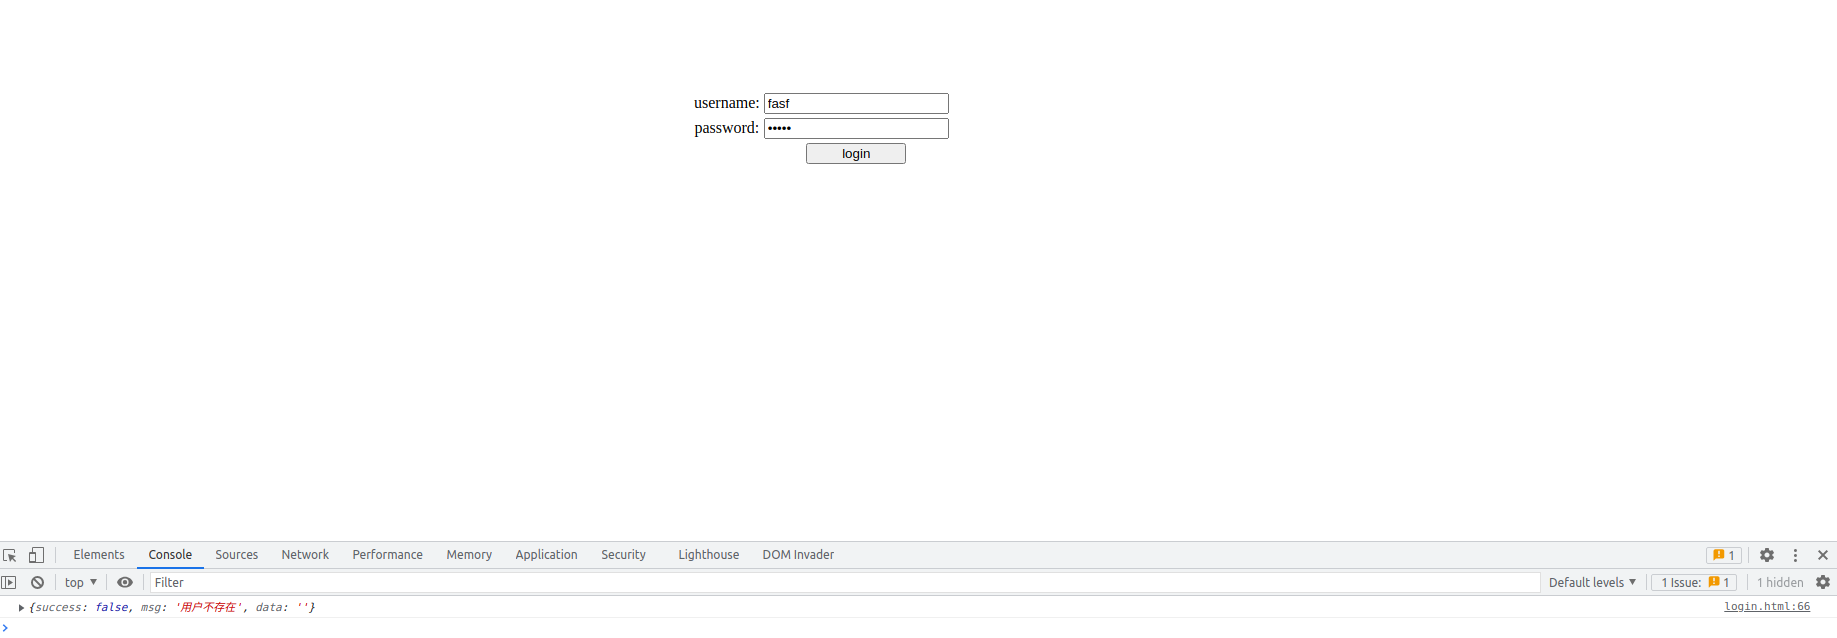 username: fasf
password: •••••
login
Elements Console Sources Network Performance Memory Application Security Lighthouse DOM Invader 1
top ▼ Filter Default levels ▼ 1 Issue: 1 1 hidden
▶ {success: false, msg: '用户不存在', data: ''} login.html:66
>